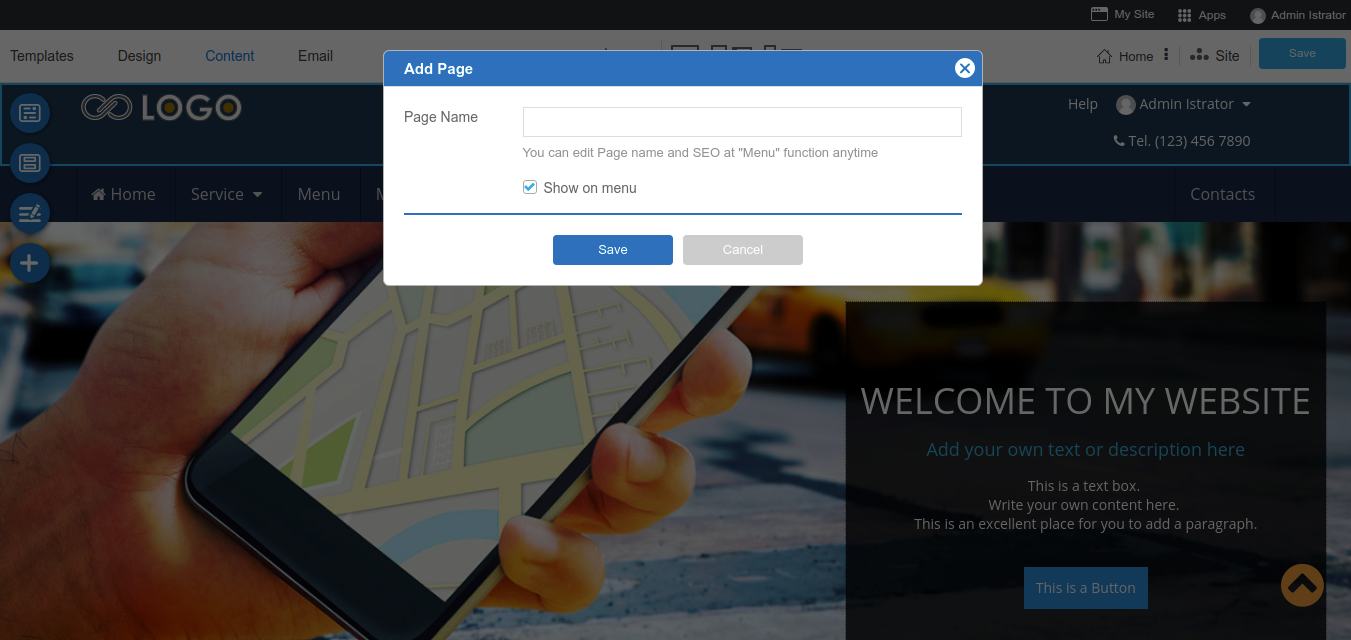 My Site Apps Admin Istrator
Templates Design Content Email Home Site Save
Add Page
LOGO
Help Admin Istrator
Page Name
You can edit Page name and SEO at "Menu" function anytime
Tel. (123) 456 7890
Show on menu
Home Service Menu Contacts
Save Cancel
WELCOME TO MY WEBSITE
Add your own text or description here
This is a text box.
Write your own content here.
This is an excellent place for you to add a paragraph.
This is a Button